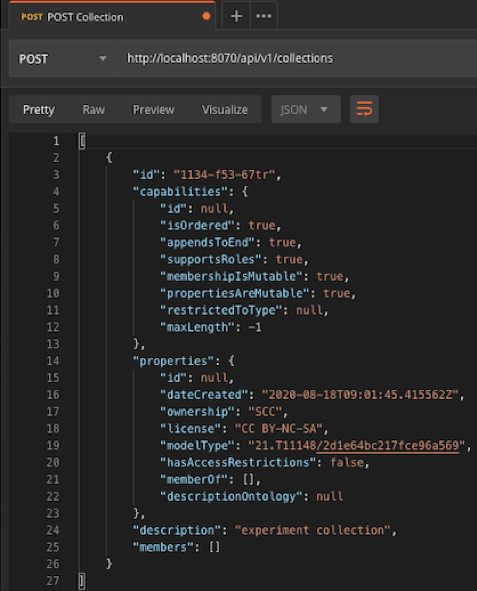 POST POST Collection + •••
POST http://localhost:8070/api/v1/collections
Pretty Raw Preview Visualize JSON
1 [
2 {
3 "id": "1134-f53-67tr",
4 "capabilities": {
5 "id": null,
6 "isOrdered": true,
7 "appendsToEnd": true,
8 "supportsRoles": true,
9 "membershipIsMutable": true,
10 "propertiesAreMutable": true,
11 "restrictedToType": null,
12 "maxLength": -1
13 },
14 "properties": {
15 "id": null,
16 "dateCreated": "2020-08-18T09:01:45.415562Z",
17 "ownership": "SCC",
18 "license": "CC BY-NC-SA",
19 "modelType": "21.T11148/2d1e64bc217fce96a569",
20 "hasAccessRestrictions": false,
21 "memberOf": [],
22 "descriptionOntology": null
23 },
24 "description": "experiment collection",
25 "members": []
26 }
27 ]